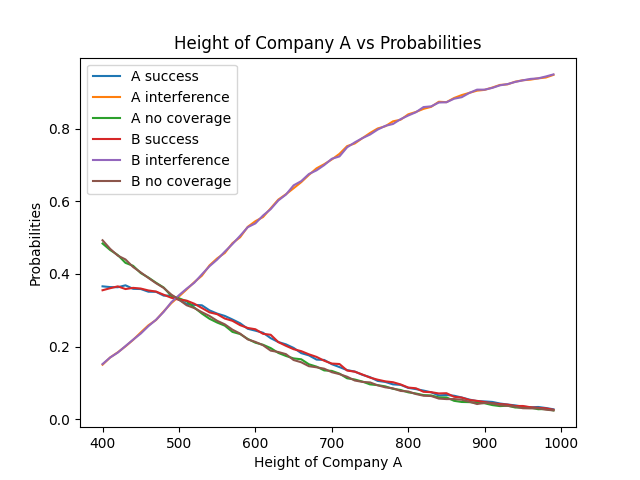 Height of Company A vs Probabilities
A success
A interference
A no coverage
B success
B interference
B no coverage
Probabilities
0.8
0.6
0.4
0.2
0.0
400 500 600 700 800 900 1000
Height of Company A